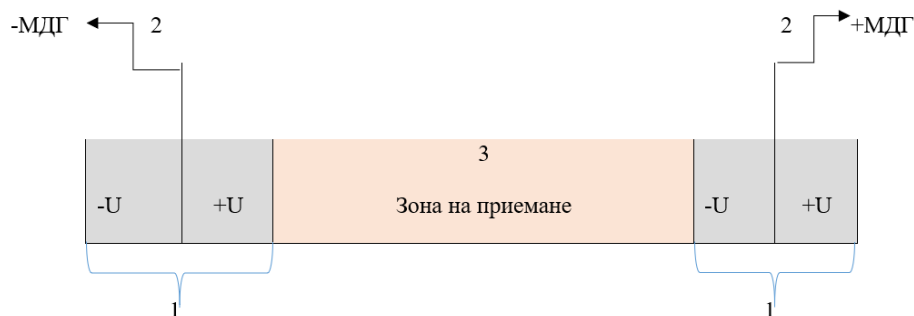 -МДГ 2 2 +МДГ
3
-U +U Зона на приемане -U +U
1 1